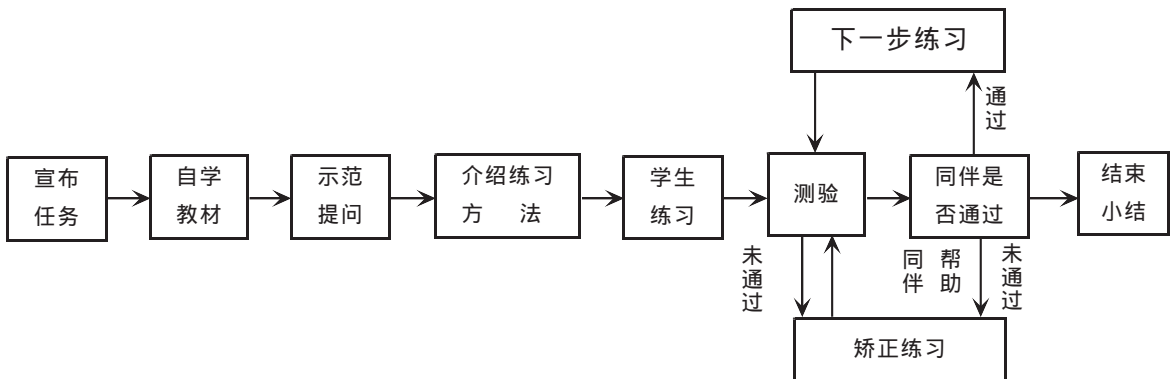 下一步练习
通过
宣布
任务
自学
教材
示范
提问
介绍练习
方 法
学生
练习
测验
同伴是
否通过
结束
小结
未通过
同伴
帮助
未通过
矫正练习